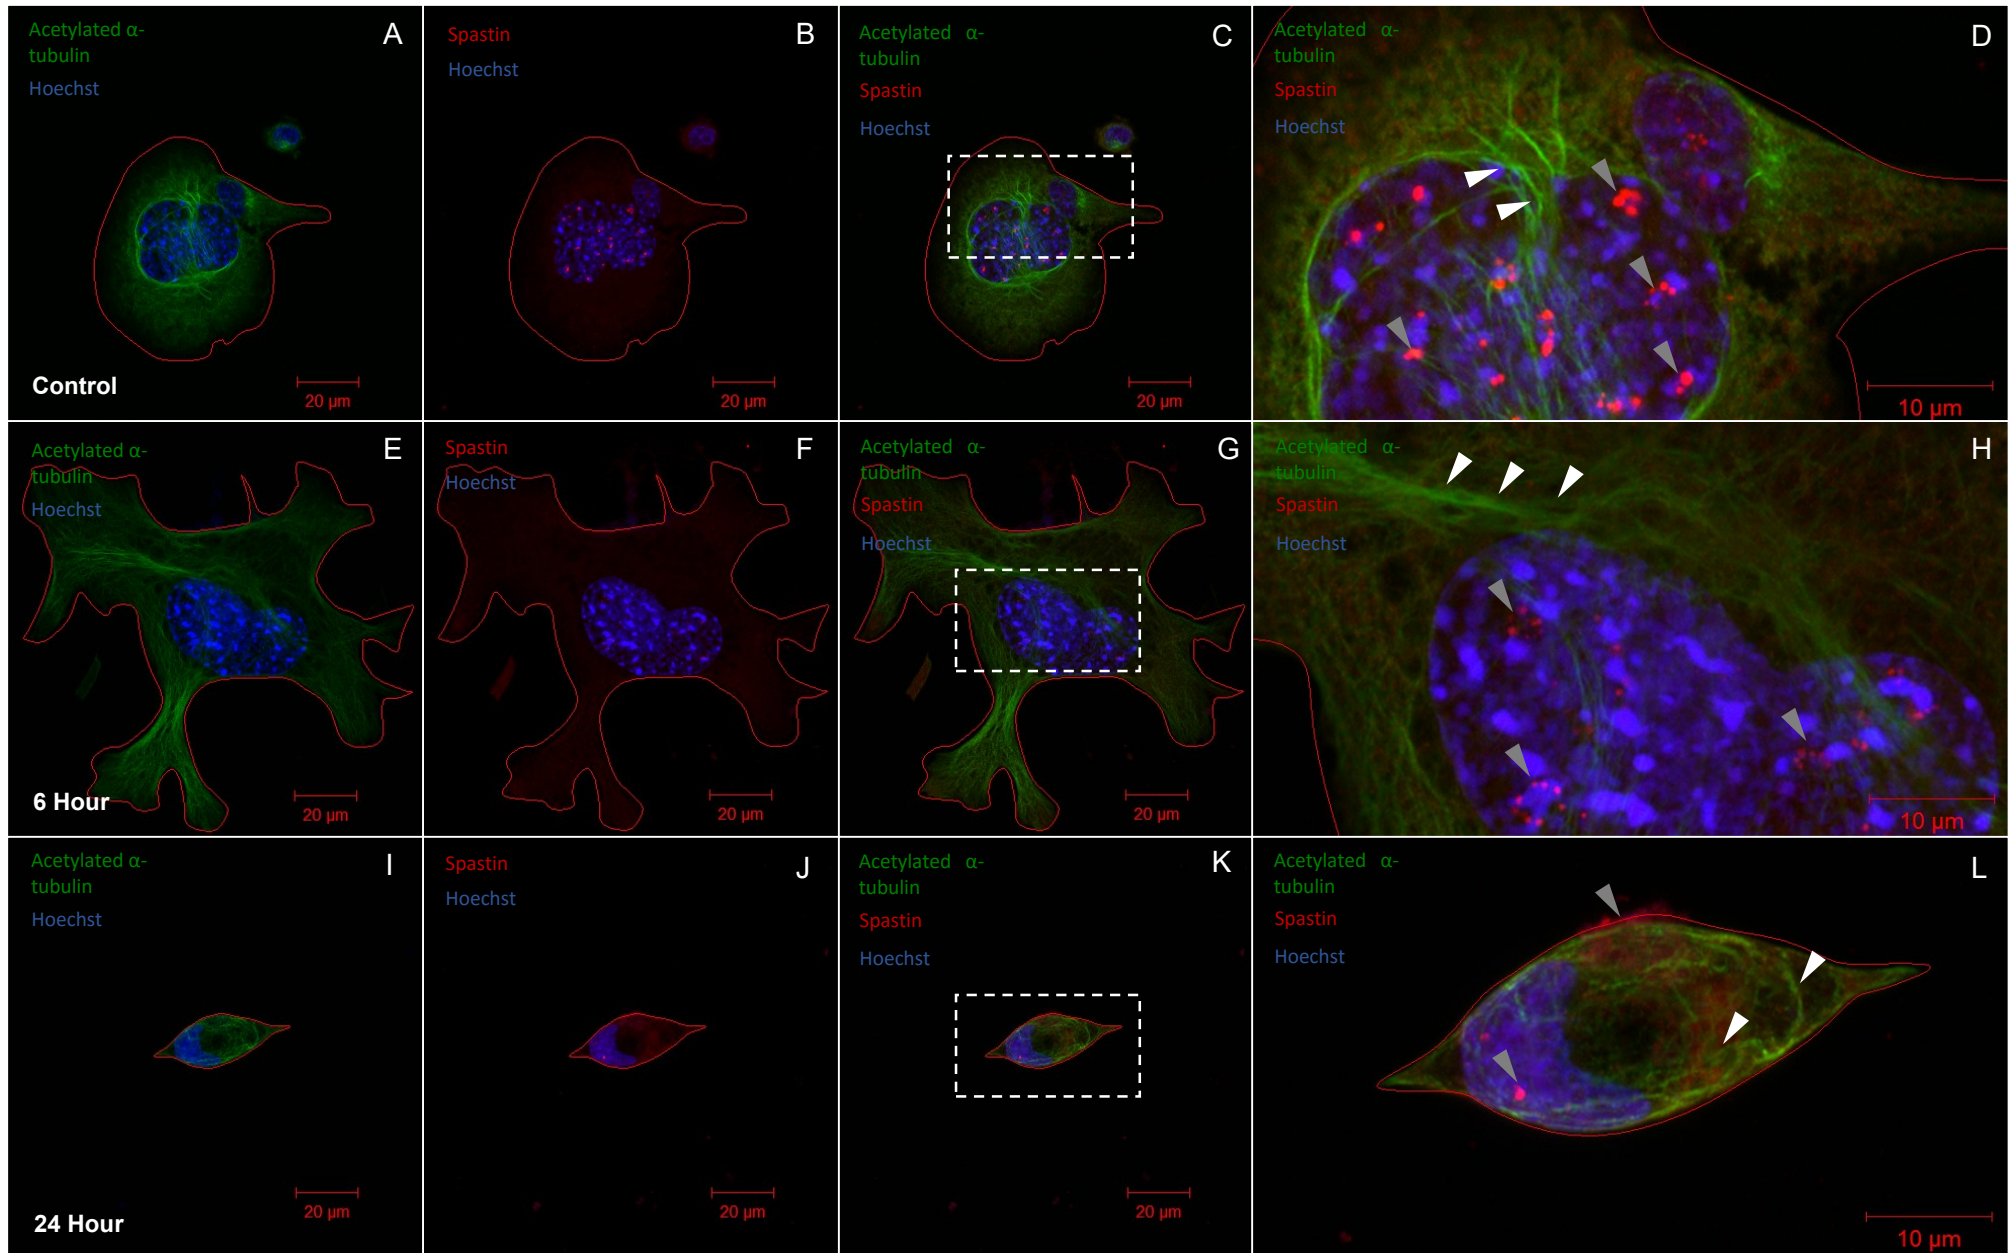 Acetylated α-
tubulin
Hoechst
A
Control
20 µm
Spastin
Hoechst
B
20 µm
Acetylated α-
tubulin
Spastin
Hoechst
C
20 µm
Acetylated α-
tubulin
Spastin
Hoechst
D
10 µm
Acetylated α-
tubulin
Hoechst
E
6 Hour
20 µm
Spastin
Hoechst
F
20 µm
Acetylated α-
tubulin
Spastin
Hoechst
G
20 µm
Acetylated α-
tubulin
Spastin
Hoechst
H
10 µm
Acetylated α-
tubulin
Hoechst
I
24 Hour
20 µm
Spastin
Hoechst
J
20 µm
Acetylated α-
tubulin
Spastin
Hoechst
K
20 µm
Acetylated α-
tubulin
Spastin
Hoechst
L
10 µm